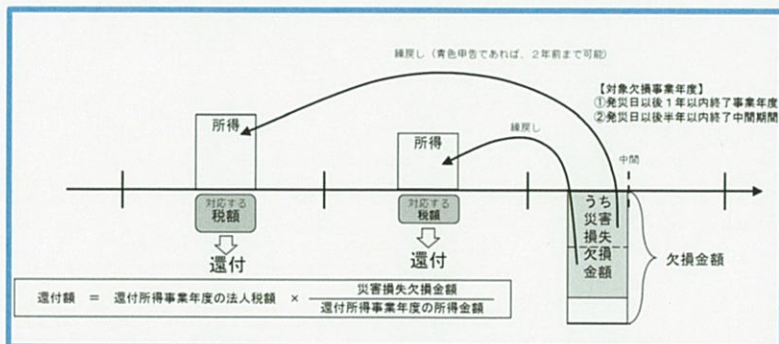 繰戻し（青色申告であれば、２年前まで可能）
【対象欠損事業年度】
①発災日以後１年以内終了事業年度
②発災日以後半年以内終了中間期間
所得
所得
繰戻し
中間
対応する
税額
対応する
税額
うち
災害
損失
欠損
金額
欠損金額
還付
還付
還付額 ＝ 還付所得事業年度の法人税額 × 災害損失欠損金額
還付所得事業年度の所得金額